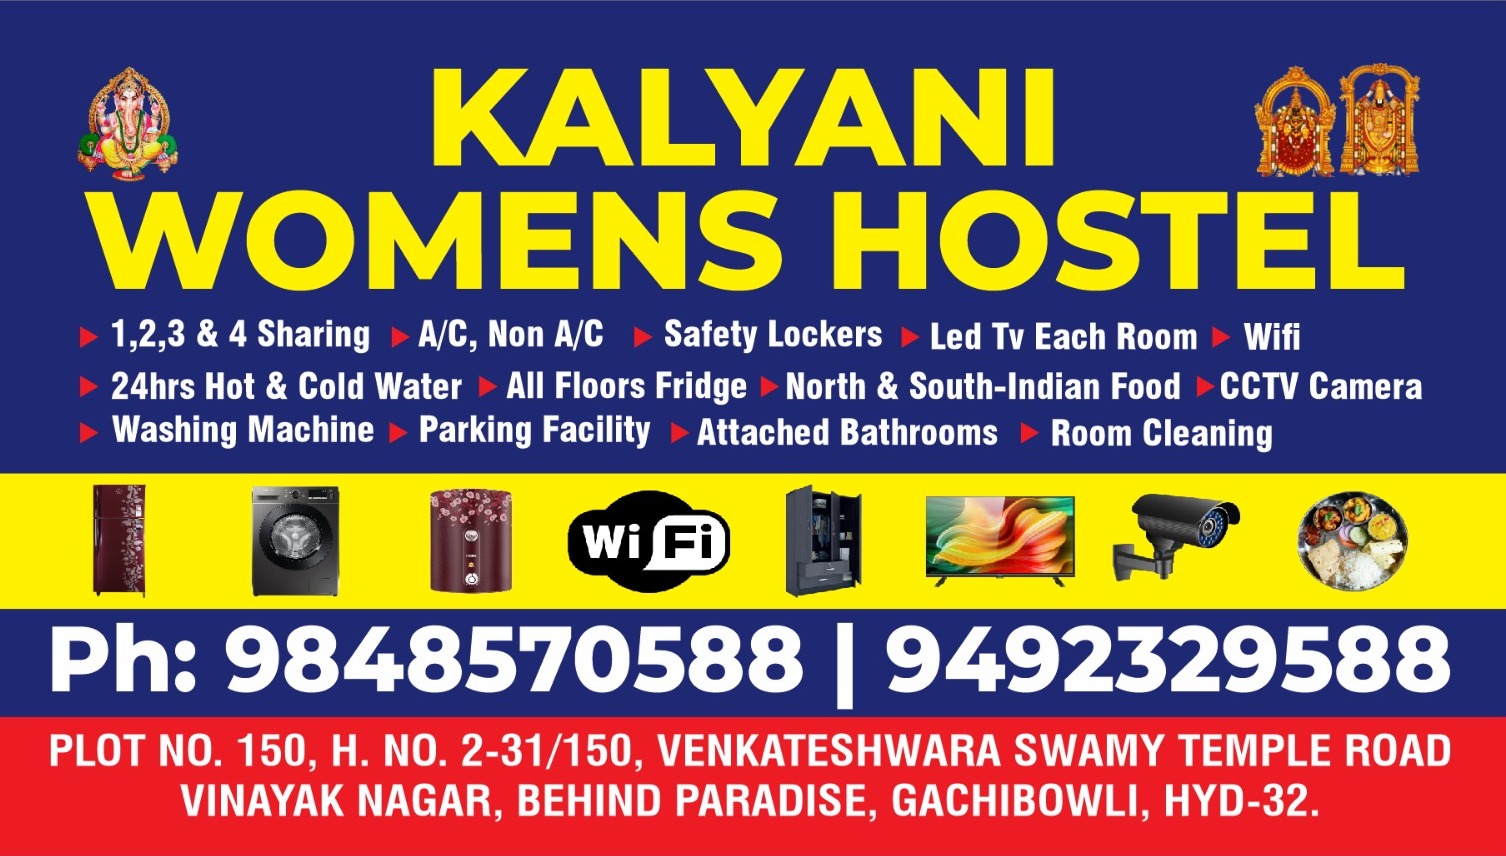 KALYANI
WOMENS HOSTEL
1,2,3 & 4 Sharing A/C, Non A/C Safety Lockers Led Tv Each Room Wifi
24hrs Hot & Cold Water All Floors Fridge North & South-Indian Food CCTV Camera
Washing Machine Parking Facility Attached Bathrooms Room Cleaning
WiFi
Ph: 9848570588 | 9492329588
PLOT NO. 150, H. NO. 2-31/150, VENKATESHWARA SWAMY TEMPLE ROAD
VINAYAK NAGAR, BEHIND PARADISE, GACHIBOWLI, HYD-32.